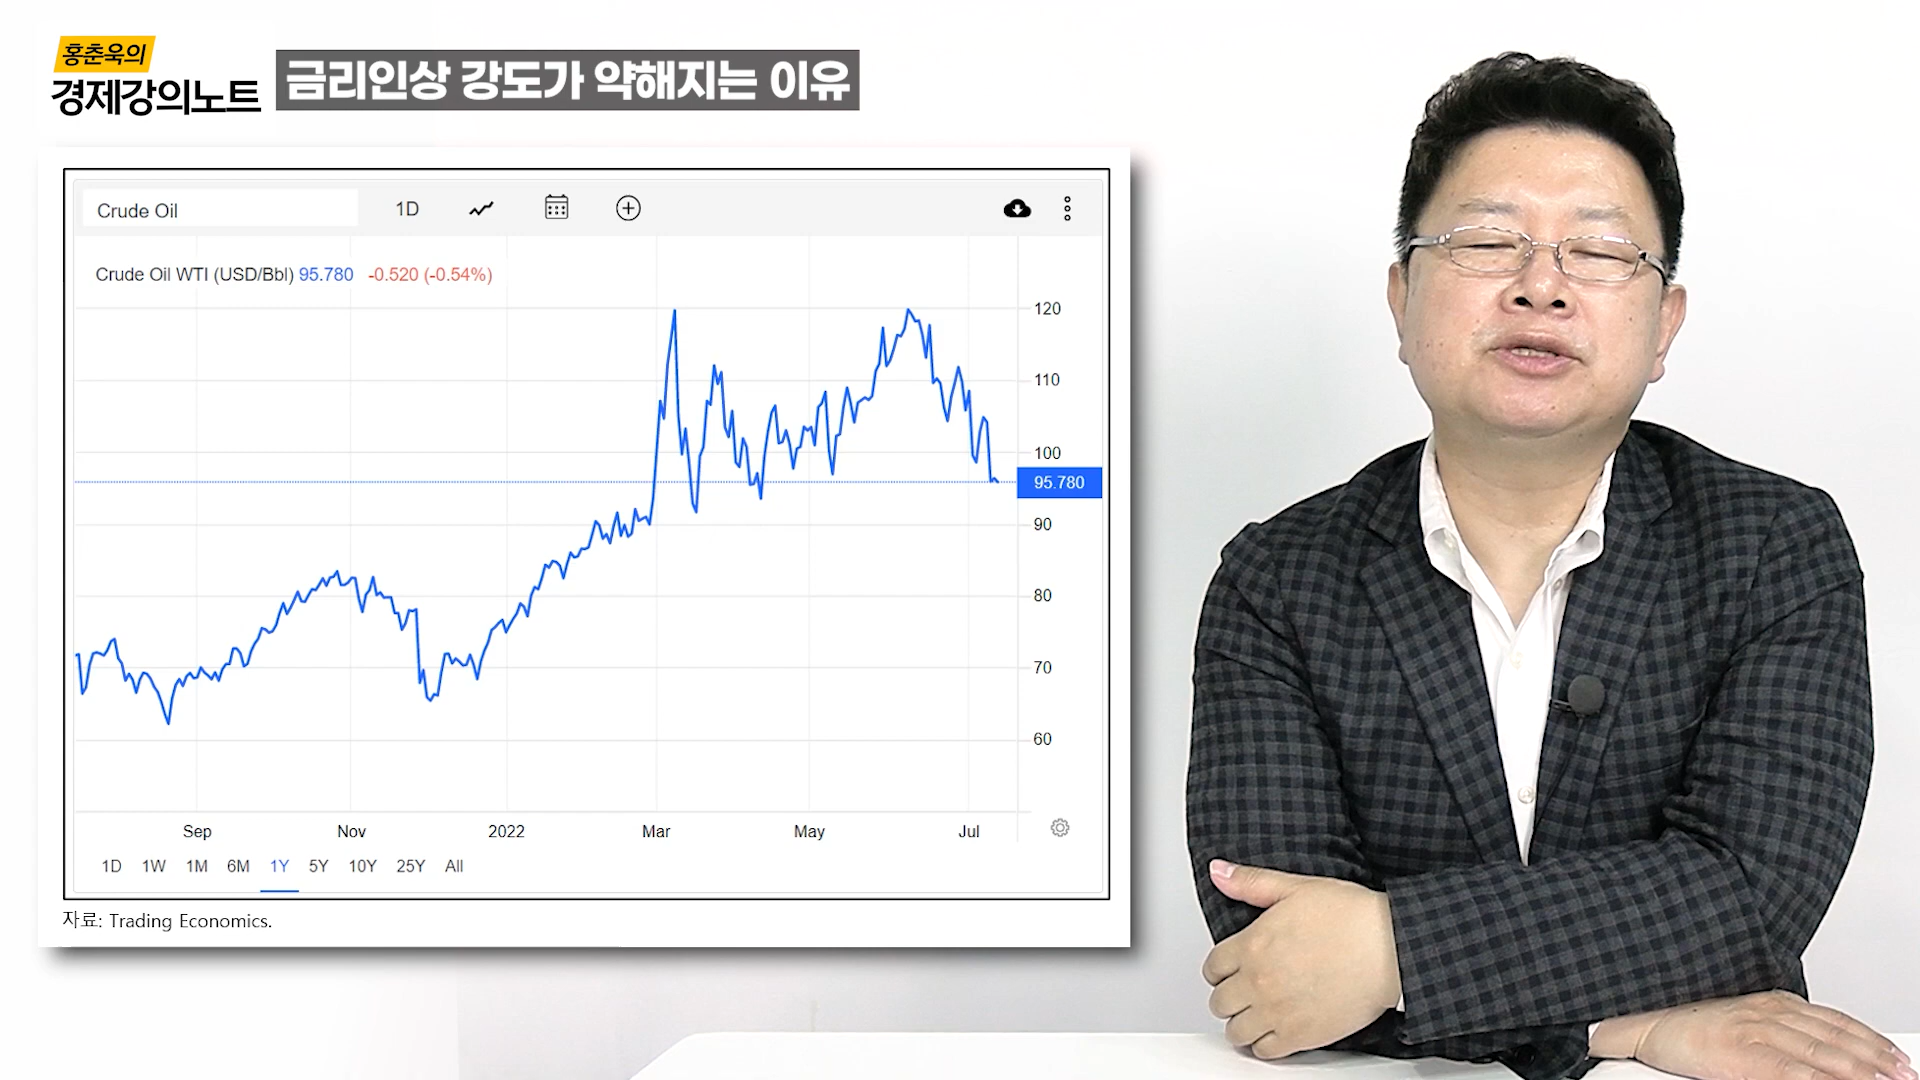 홍춘욱의
경제강의노트
금리인상 강도가 약해지는 이유
Crude Oil
1D
Crude Oil WTI (USD/Bbl) 95.780 -0.520 (-0.54%)
120
110
100
95.780
90
80
70
60
Sep Nov 2022 Mar May Jul
1D 1W 1M 6M 1Y 5Y 10Y 25Y All
자료: Trading Economics.